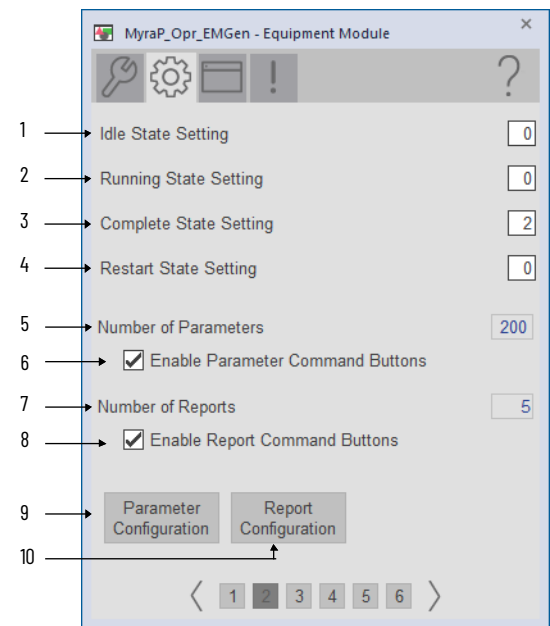 MyraP_Opr_EMGen - Equipment Module ×
! ?
1 Idle State Setting 0
2 Running State Setting 0
3 Complete State Setting 2
4 Restart State Setting 0
5 Number of Parameters 200
6 Enable Parameter Command Buttons
7 Number of Reports 5
8 Enable Report Command Buttons
9 Parameter Configuration Report Configuration
10
1 2 3 4 5 6